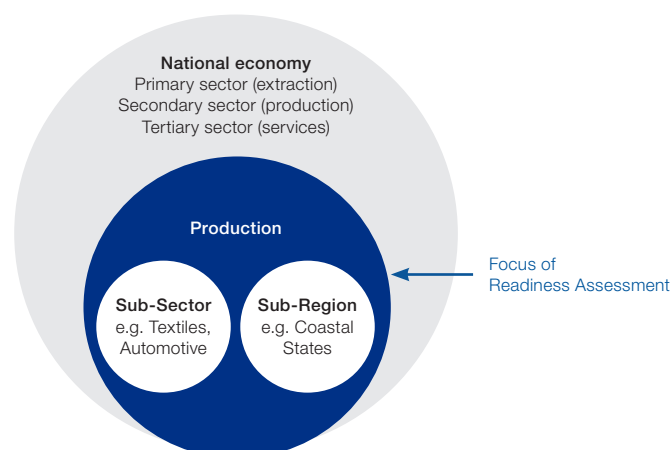 National economy
Primary sector (extraction)
Secondary sector (production)
Tertiary sector (services)
Production
Focus of
Readiness Assessment
Sub-Sector
e.g. Textiles,
Automotive
Sub-Region
e.g. Coastal
States